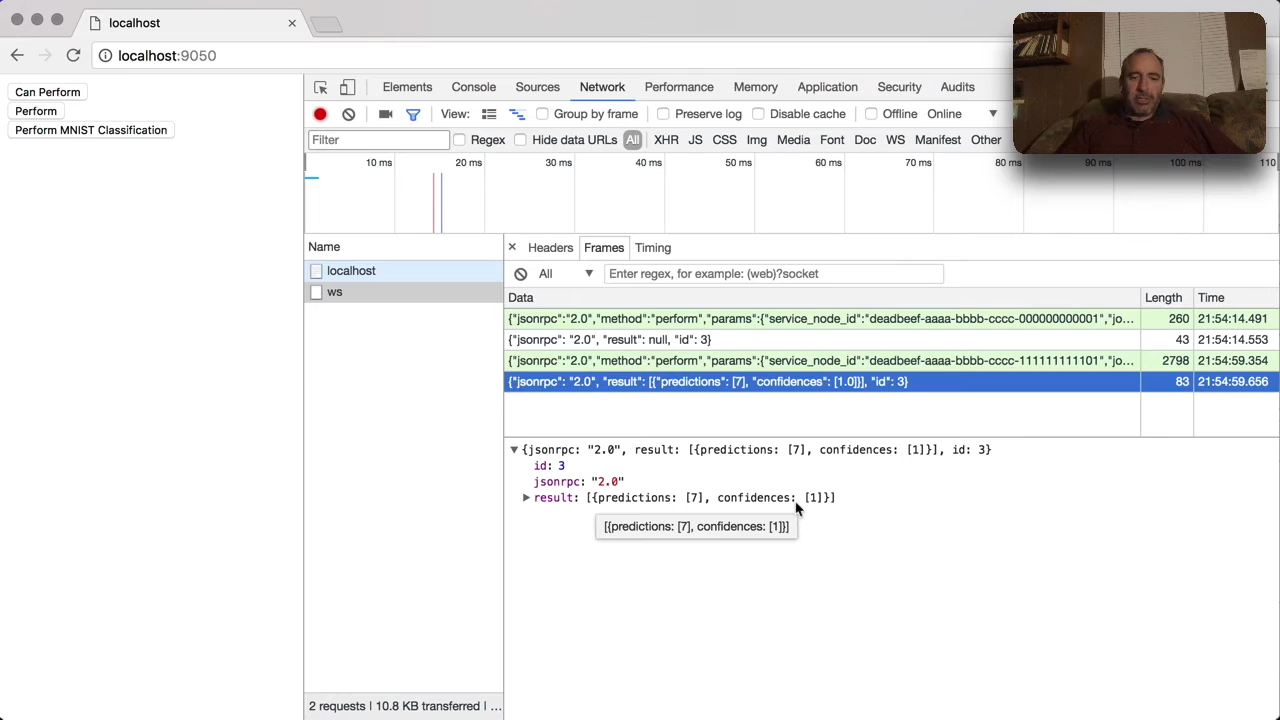 localhost
localhost:9050
Can Perform
Perform
Perform MNIST Classification
Elements Console Sources Network Performance Memory Application Security Audits
View: Group by frame Preserve log Disable cache Offline Online
Filter Regex Hide data URLs All XHR JS CSS Img Media Font Doc WS Manifest Other
10 ms 20 ms 30 ms 40 ms 50 ms 60 ms 70 ms 80 ms 90 ms 100 ms 110
Name
localhost
ws
Headers Frames Timing
All Enter regex, for example: (web)?socket
Data Length Time
{"jsonrpc":"2.0","method":"perform","params":{"service_node_id":"deadbeef-aaaa-bbbb-cccc-000000000001","jo... 260 21:54:14.491
{"jsonrpc": "2.0", "result": null, "id": 3} 43 21:54:14.553
{"jsonrpc":"2.0","method":"perform","params":{"service_node_id":"deadbeef-aaaa-bbbb-cccc-111111111101","jo... 2798 21:54:59.354
{"jsonrpc": "2.0", "result": [{"predictions": [7], "confidences": [1.0]}], "id": 3} 83 21:54:59.656
{jsonrpc: "2.0", result: [{predictions: [7], confidences: [1]}], id: 3}
id: 3
jsonrpc: "2.0"
result: [{predictions: [7], confidences: [1]}]
[{predictions: [7], confidences: [1]}]
2 requests | 10.8 KB transferred | ...